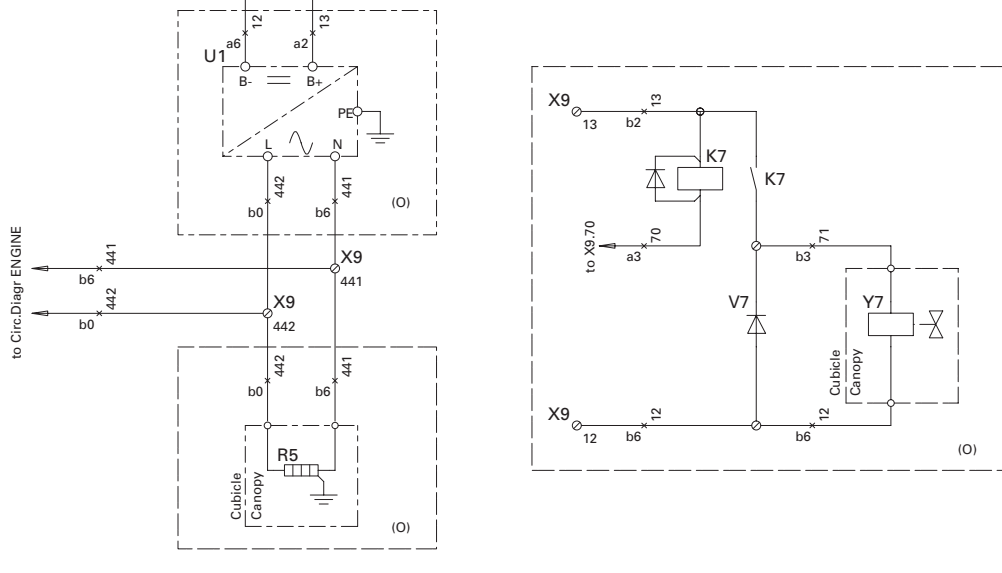 12
13
a6
a2
U1
B-
B+
PE
L
N
442
441
b0
b6
(O)
to Circ.Diagr ENGINE
441
b6
X9
441
442
b0
X9
442
442
441
b0
b6
R5
Cubicle
Canopy
(O)
X9
13
13
b2
K7
K7
to X9.70
70
a3
71
b3
V7
Y7
Cubicle
Canopy
X9
12
12
b6
12
b6
(O)